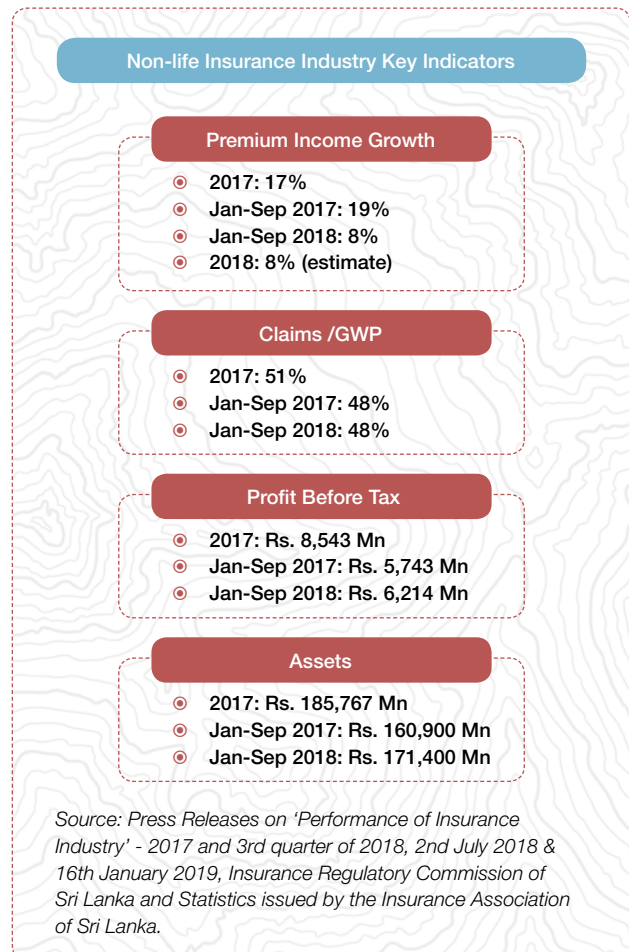 Non-life Insurance Industry Key Indicators
Premium Income Growth
2017: 17%
Jan-Sep 2017: 19%
Jan-Sep 2018: 8%
2018: 8% (estimate)
Claims /GWP
2017: 51%
Jan-Sep 2017: 48%
Jan-Sep 2018: 48%
Profit Before Tax
2017: Rs. 8,543 Mn
Jan-Sep 2017: Rs. 5,743 Mn
Jan-Sep 2018: Rs. 6,214 Mn
Assets
2017: Rs. 185,767 Mn
Jan-Sep 2017: Rs. 160,900 Mn
Jan-Sep 2018: Rs. 171,400 Mn
Source: Press Releases on ‘Performance of Insurance
Industry’ - 2017 and 3rd quarter of 2018, 2nd July 2018 &
16th January 2019, Insurance Regulatory Commission of
Sri Lanka and Statistics issued by the Insurance Association
of Sri Lanka.